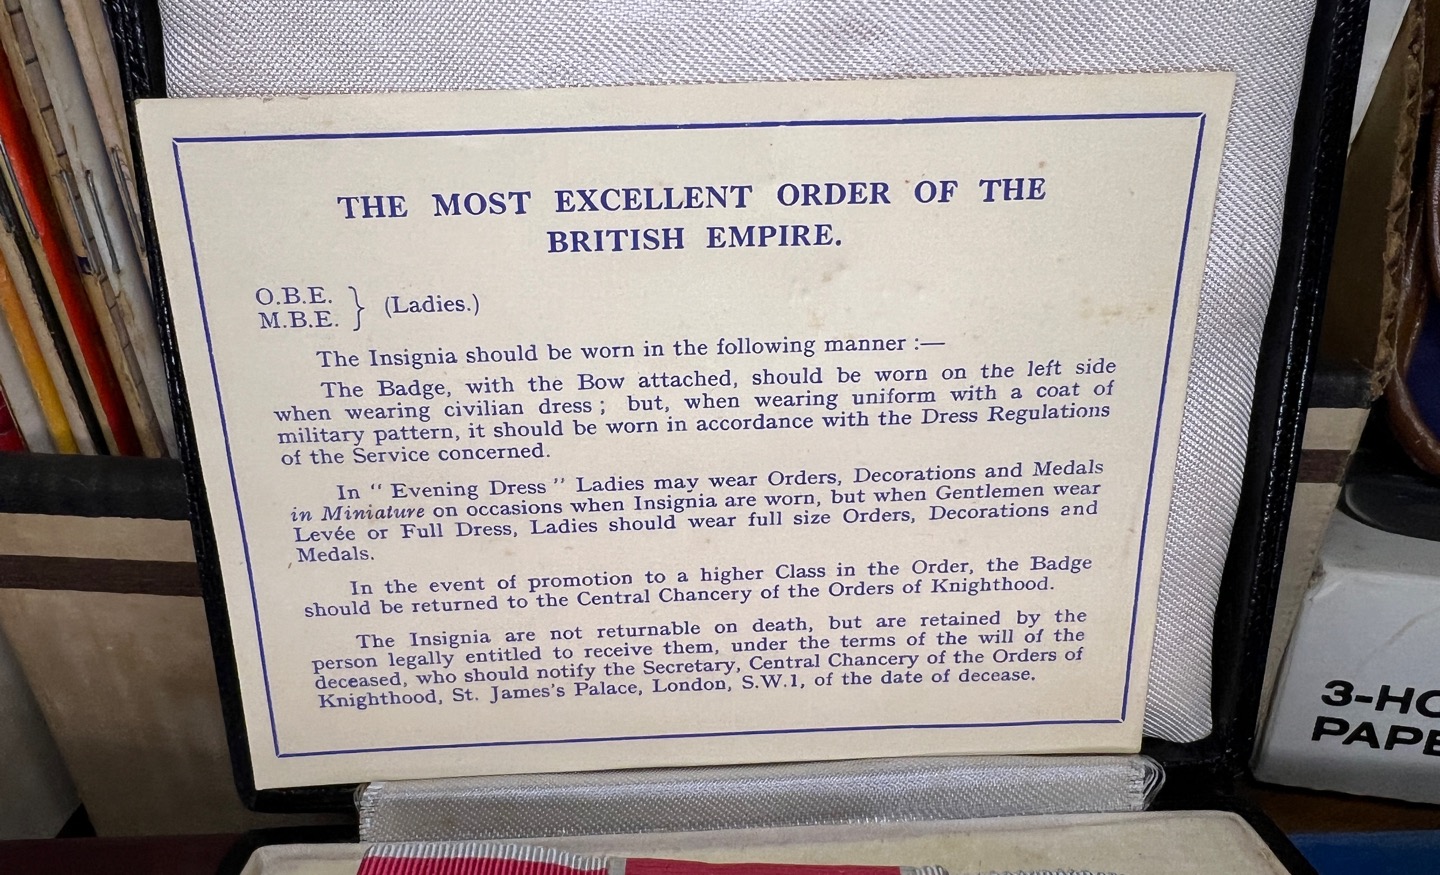 THE MOST EXCELLENT ORDER OF THE
BRITISH EMPIRE.
O.B.E.
M.B.E. } (Ladies.)
The Insignia should be worn in the following manner :—
The Badge, with the Bow attached, should be worn on the left side
when wearing civilian dress ; but, when wearing uniform with a coat of
military pattern, it should be worn in accordance with the Dress Regulations
of the Service concerned.
In “ Evening Dress ” Ladies may wear Orders, Decorations and Medals
in Miniature on occasions when Insignia are worn, but when Gentlemen wear
Levée or Full Dress, Ladies should wear full size Orders, Decorations and
Medals.
In the event of promotion to a higher Class in the Order, the Badge
should be returned to the Central Chancery of the Orders of Knighthood.
The Insignia are not returnable on death, but are retained by the
person legally entitled to receive them, under the terms of the will of the
deceased, who should notify the Secretary, Central Chancery of the Orders of
Knighthood, St. James’s Palace, London, S.W.1, of the date of decease.
3-HO
PAPE